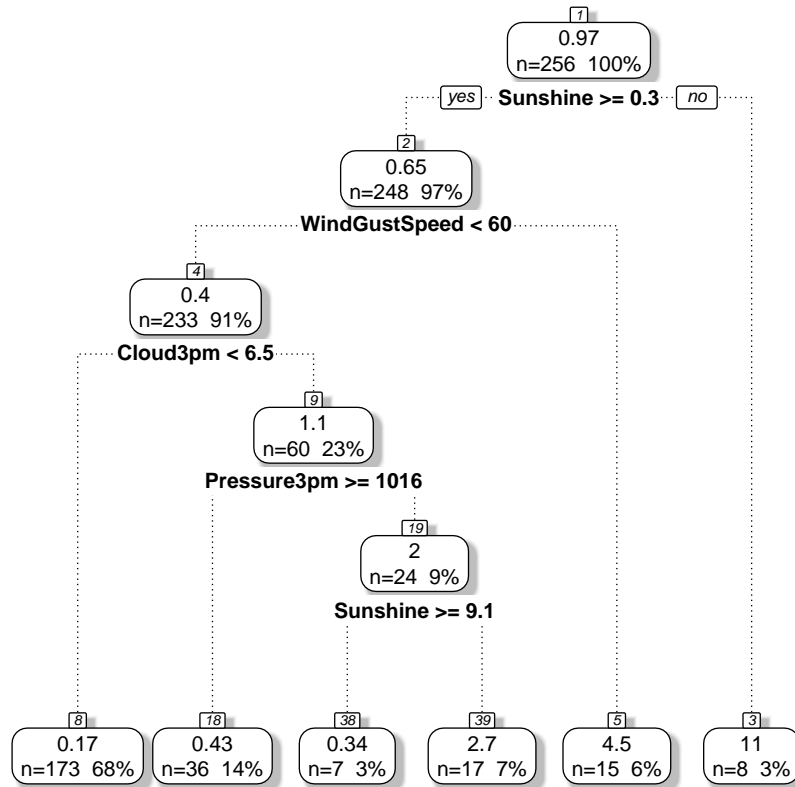 1
0.97
n=256 100%
yes Sunshine >= 0.3 no
2
0.65
n=248 97%
WindGustSpeed < 60
4
0.4
n=233 91%
Cloud3pm < 6.5
9
1.1
n=60 23%
Pressure3pm >= 1016
19
2
n=24 9%
Sunshine >= 9.1
8
0.17
n=173 68%
18
0.43
n=36 14%
38
0.34
n=7 3%
39
2.7
n=17 7%
5
4.5
n=15 6%
3
11
n=8 3%